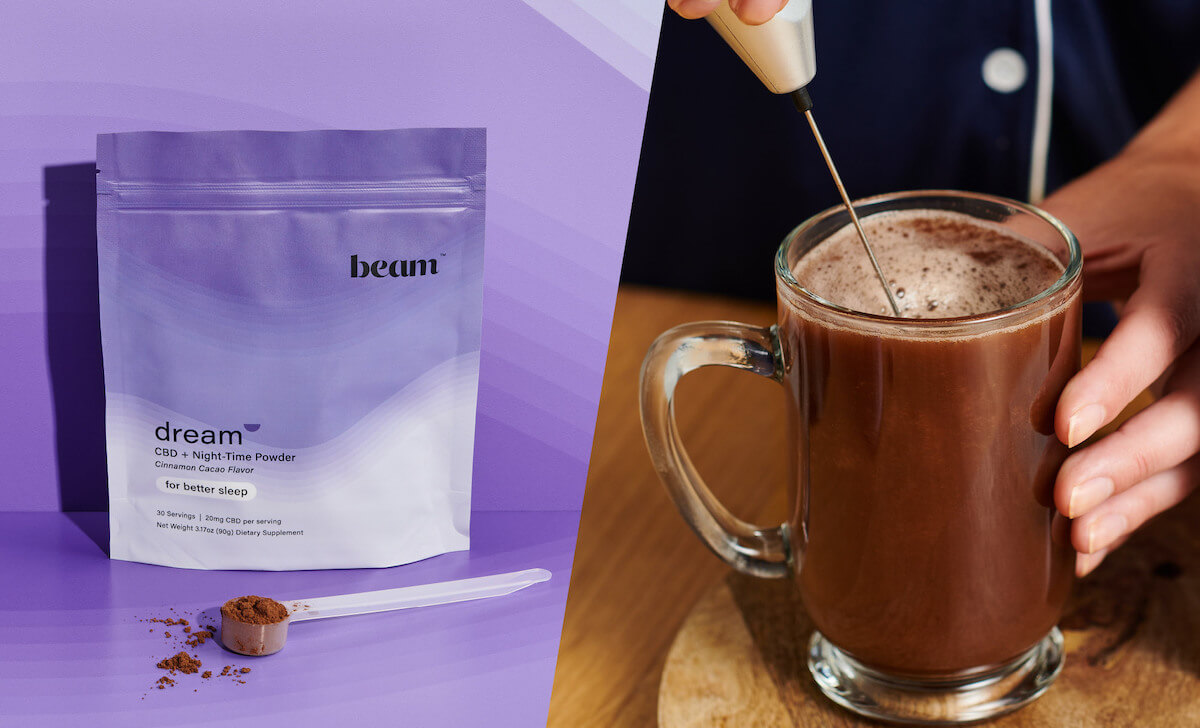 beam™
dream
CBD + Night-Time Powder
Cinnamon Cacao Flavor
for better sleep
30 Servings | 20mg CBD per serving
Net Weight 3.17oz (90g) Dietary Supplement